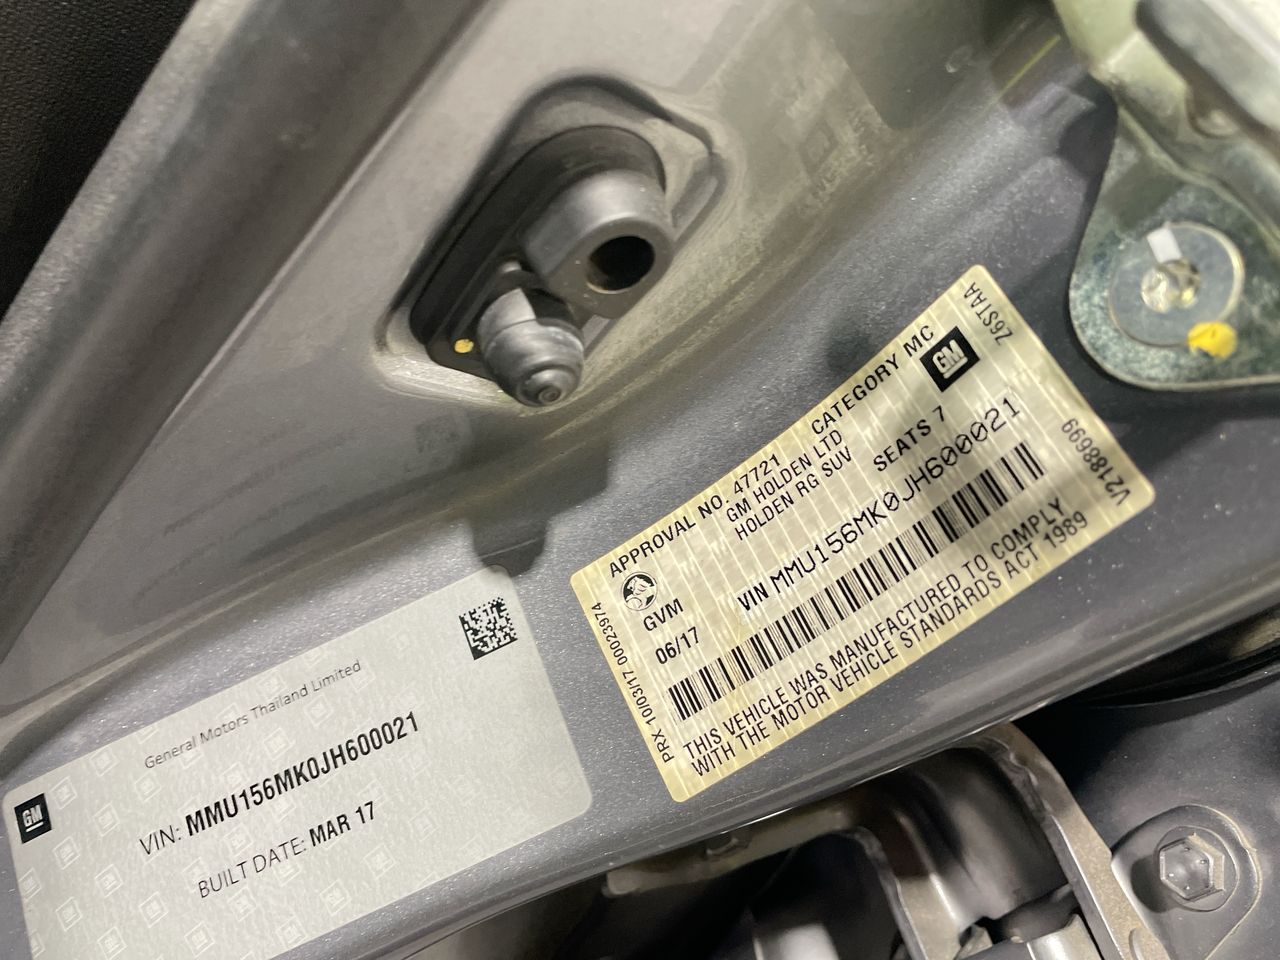 GM
General Motors Thailand Limited
VIN: MMU156MK0JH600021
BUILT DATE: MAR 17
APPROVAL NO. 47721 CATEGORY MC
GM HOLDEN LTD
HOLDEN RG SUV
GM
Z6STAA
GVM
SEATS 7
06/17
VIN MMU156MK0JH600021
THIS VEHICLE WAS MANUFACTURED TO COMPLY
WITH THE MOTOR VEHICLE STANDARDS ACT 1989
PRX 10/03/17 00023974
V2188699